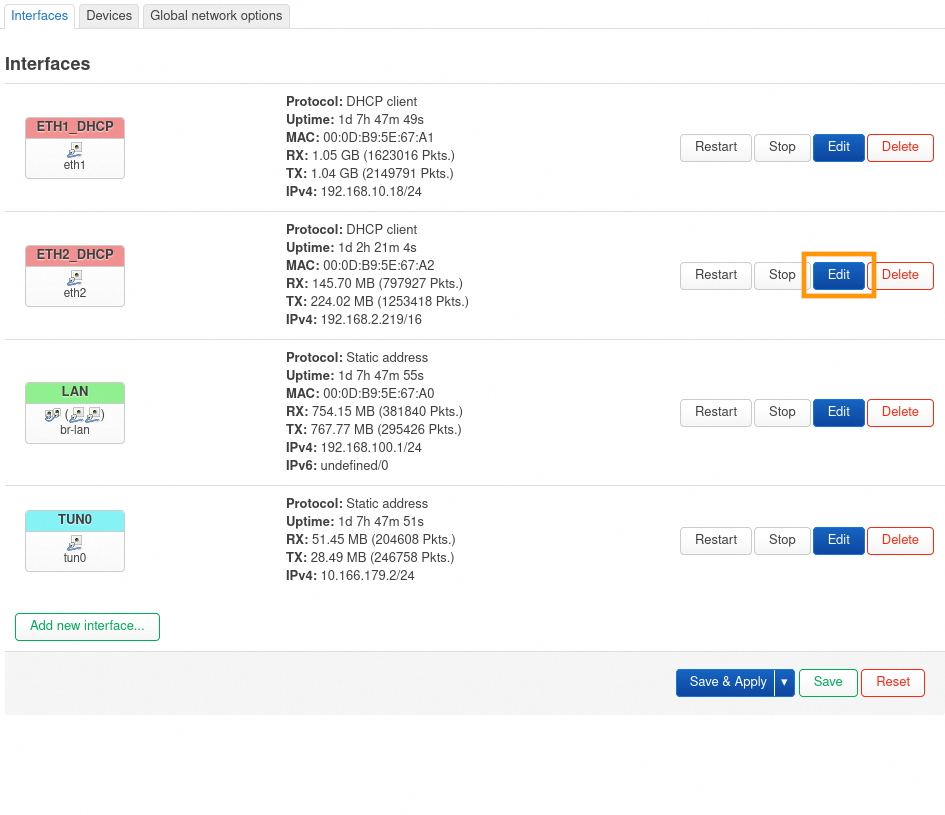 Interfaces Devices Global network options
Interfaces
ETH1_DHCP
eth1
Protocol: DHCP client
Uptime: 1d 7h 47m 49s
MAC: 00:0D:B9:5E:67:A1
RX: 1.05 GB (1623016 Pkts.)
TX: 1.04 GB (2149791 Pkts.)
IPv4: 192.168.10.18/24
Restart Stop Edit Delete
ETH2_DHCP
eth2
Protocol: DHCP client
Uptime: 1d 2h 21m 4s
MAC: 00:0D:B9:5E:67:A2
RX: 145.70 MB (797927 Pkts.)
TX: 224.02 MB (1253418 Pkts.)
IPv4: 192.168.2.219/16
Restart Stop Edit Delete
LAN
( )
br-lan
Protocol: Static address
Uptime: 1d 7h 47m 55s
MAC: 00:0D:B9:5E:67:A0
RX: 754.15 MB (381840 Pkts.)
TX: 767.77 MB (295426 Pkts.)
IPv4: 192.168.100.1/24
IPv6: undefined/0
Restart Stop Edit Delete
TUN0
tun0
Protocol: Static address
Uptime: 1d 7h 47m 51s
RX: 51.45 MB (204608 Pkts.)
TX: 28.49 MB (246758 Pkts.)
IPv4: 10.166.179.2/24
Restart Stop Edit Delete
Add new interface...
Save & Apply ▾ Save Reset